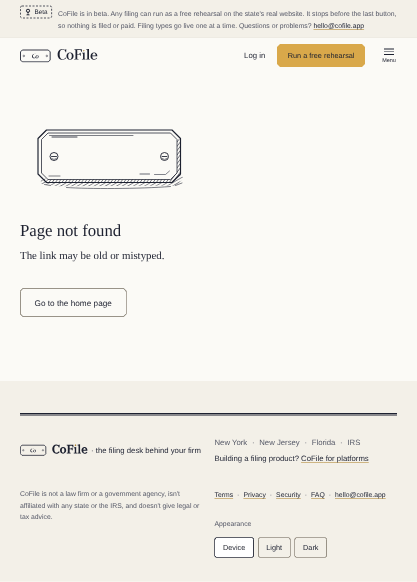 Beta
CoFile is in beta. Any filing can run as a free rehearsal on the state's real website. It stops before the last button,
so nothing is filed or paid. Filing types go live one at a time. Questions or problems? hello@cofile.app
Co CoFile
Log in
Run a free rehearsal
Menu
Page not found
The link may be old or mistyped.
Go to the home page
Co CoFile - the filing desk behind your firm
New York · New Jersey · Florida · IRS
Building a filing product? CoFile for platforms
CoFile is not a law firm or a government agency, isn't
affiliated with any state or the IRS, and doesn't give legal or
tax advice.
Terms · Privacy · Security · FAQ · hello@cofile.app
Appearance
Device Light Dark